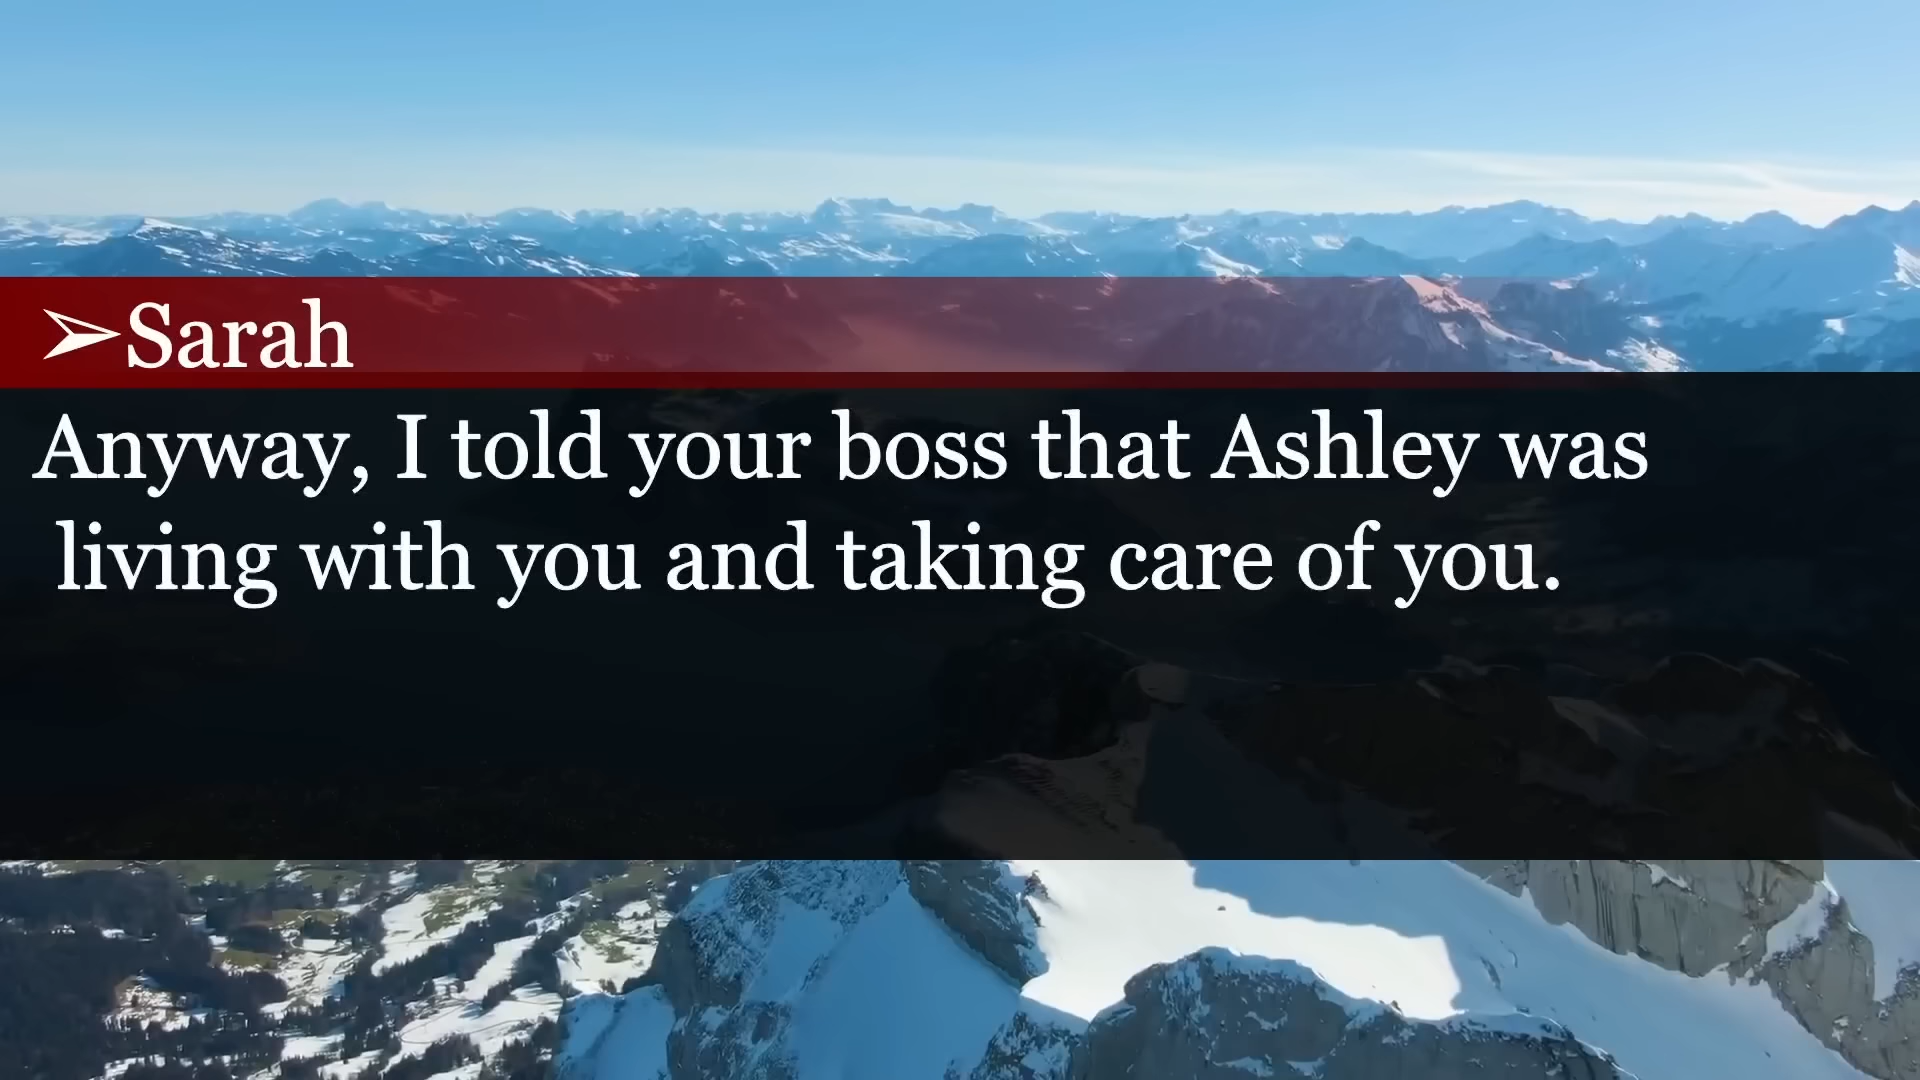 ➢Sarah
Anyway, I told your boss that Ashley was
living with you and taking care of you.